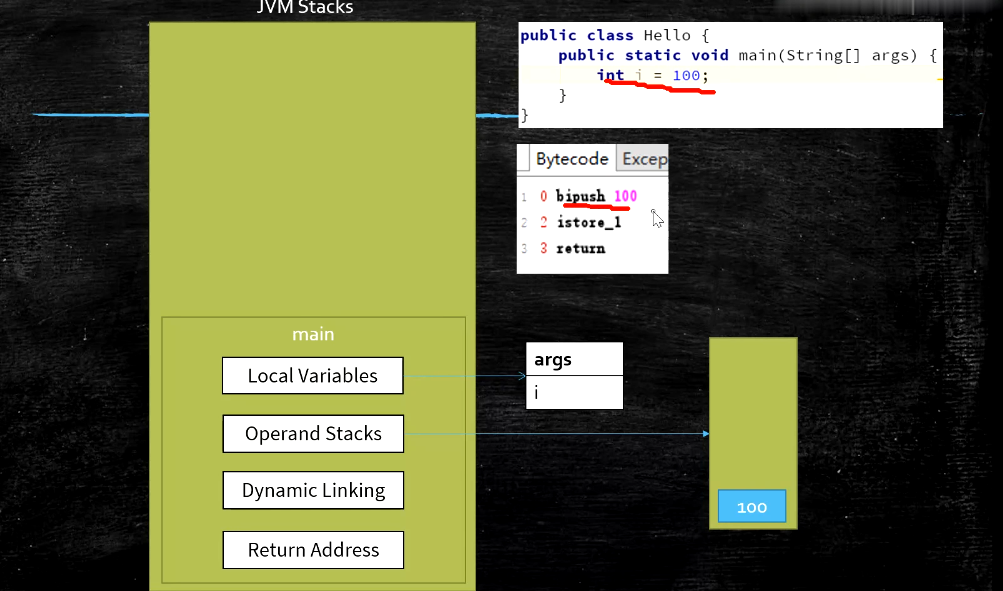 JVM Stacks
public class Hello {
public static void main(String[] args) {
int i = 100;
}
}
Bytecode Excep
1 0 bipush 100
2 2 istore_1
3 3 return
main
Local Variables
Operand Stacks
Dynamic Linking
Return Address
args
i
100